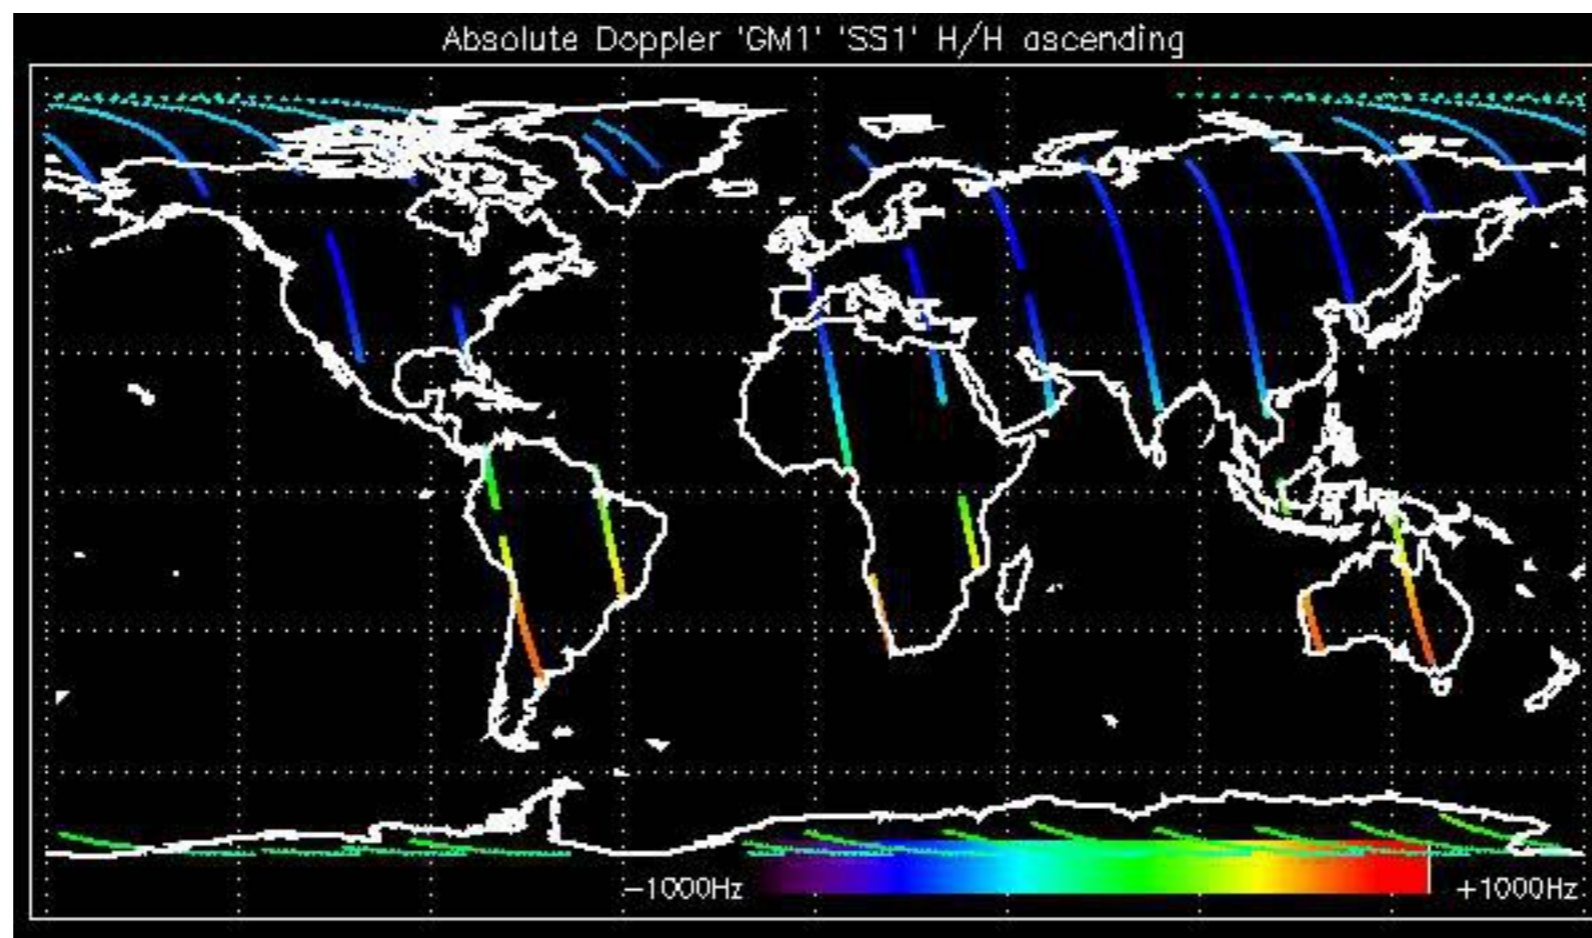 Absolute Doppler 'GM1' 'SS1' H/H ascending
-1000Hz +1000Hz